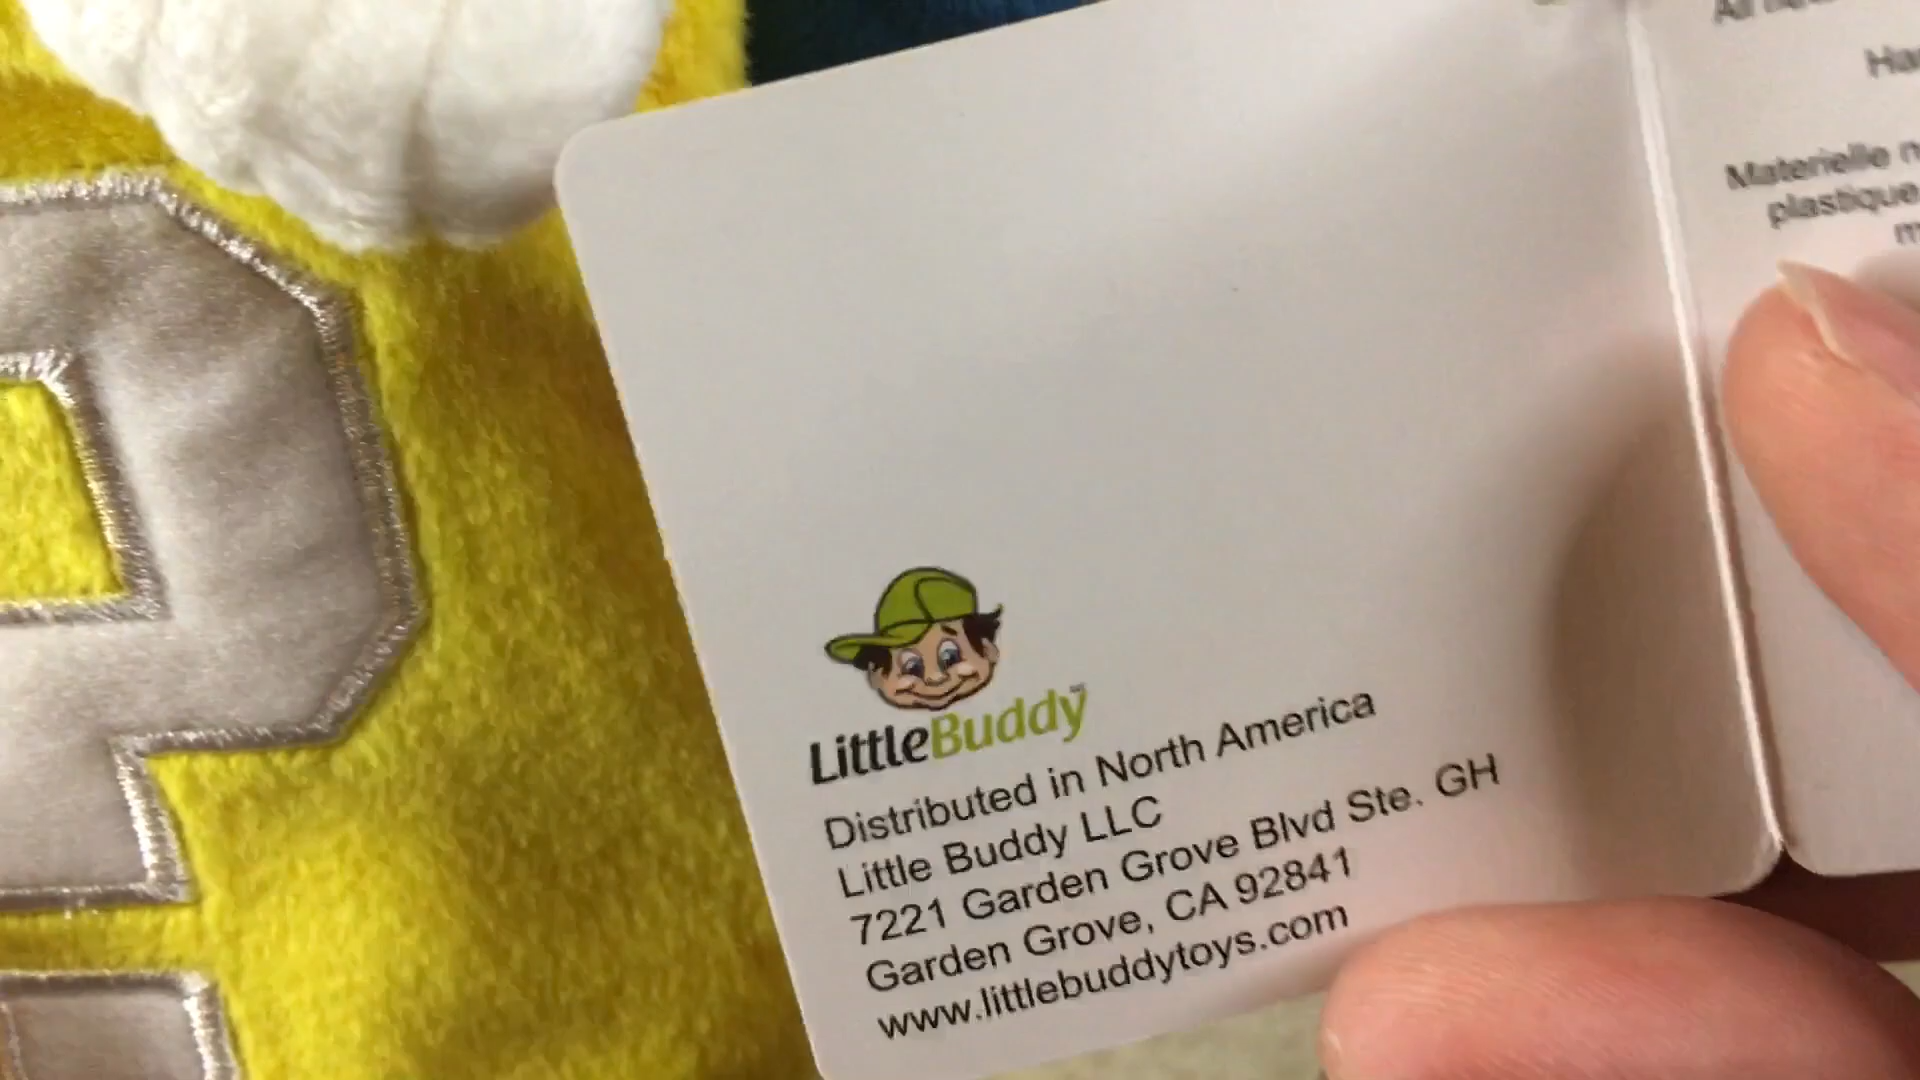 LittleBuddy
Distributed in North America
Little Buddy LLC
7221 Garden Grove Blvd Ste. GH
Garden Grove, CA 92841
www.littlebuddytoys.com
All
Materielle
plastique